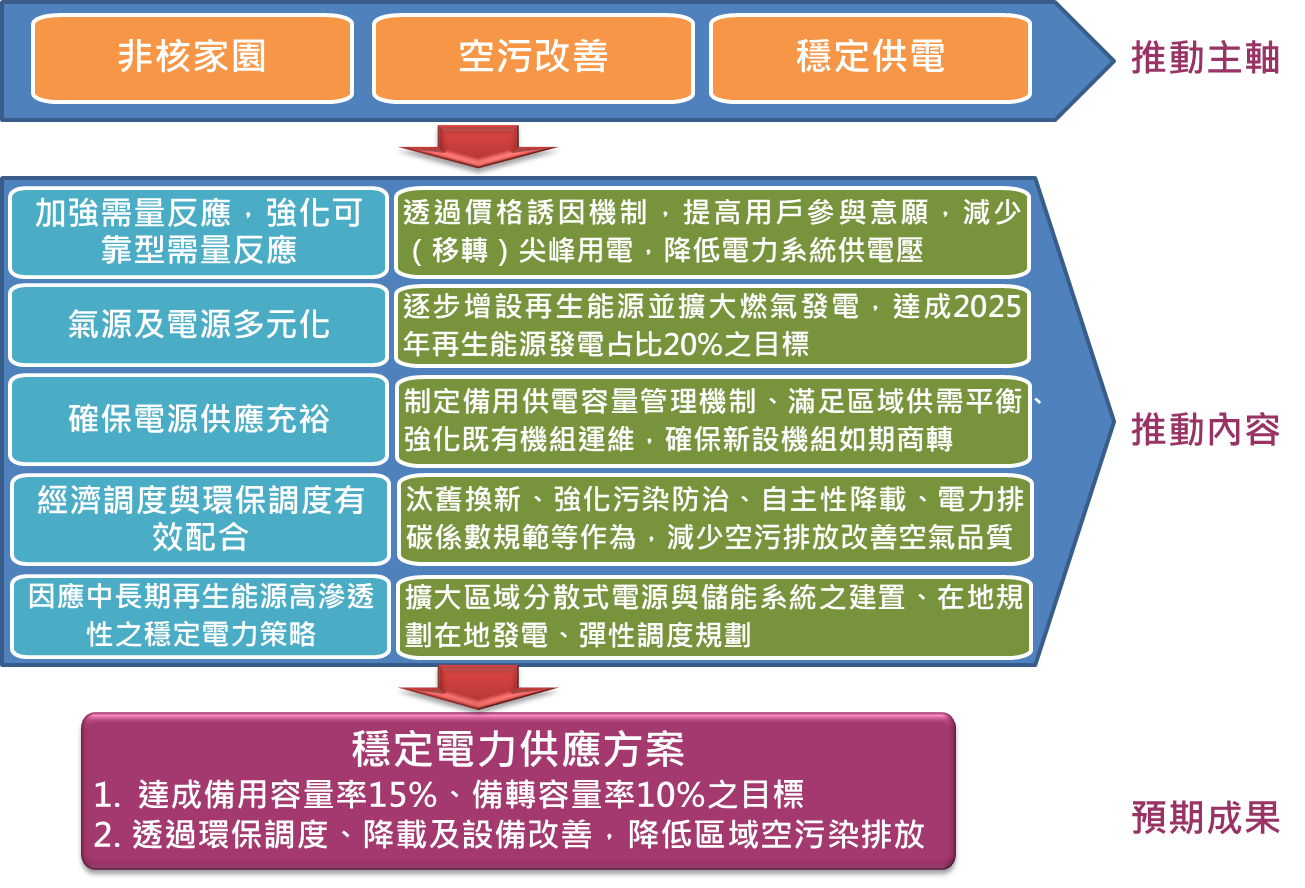 非核家園 空污改善 穩定供電 推動主軸
加強需量反應，強化可
靠型需量反應
透過價格誘因機制，提高用戶參與意願，減少
（移轉）尖峰用電，降低電力系統供電壓
氣源及電源多元化
逐步增設再生能源並擴大燃氣發電，達成2025
年再生能源發電占比20%之目標
確保電源供應充裕
制定備用供電容量管理機制、滿足區域供需平衡、
強化既有機組運維，確保新設機組如期商轉
推動內容
經濟調度與環保調度有
效配合
汰舊換新、強化污染防治、自主性降載、電力排
碳係數規範等作為，減少空污排放改善空氣品質
因應中長期再生能源高滲透
性之穩定電力策略
擴大區域分散式電源與儲能系統之建置、在地規
劃在地發電、彈性調度規劃
穩定電力供應方案
1. 達成備用容量率15%、備轉容量率10%之目標
2. 透過環保調度、降載及設備改善，降低區域空污染排放
預期成果